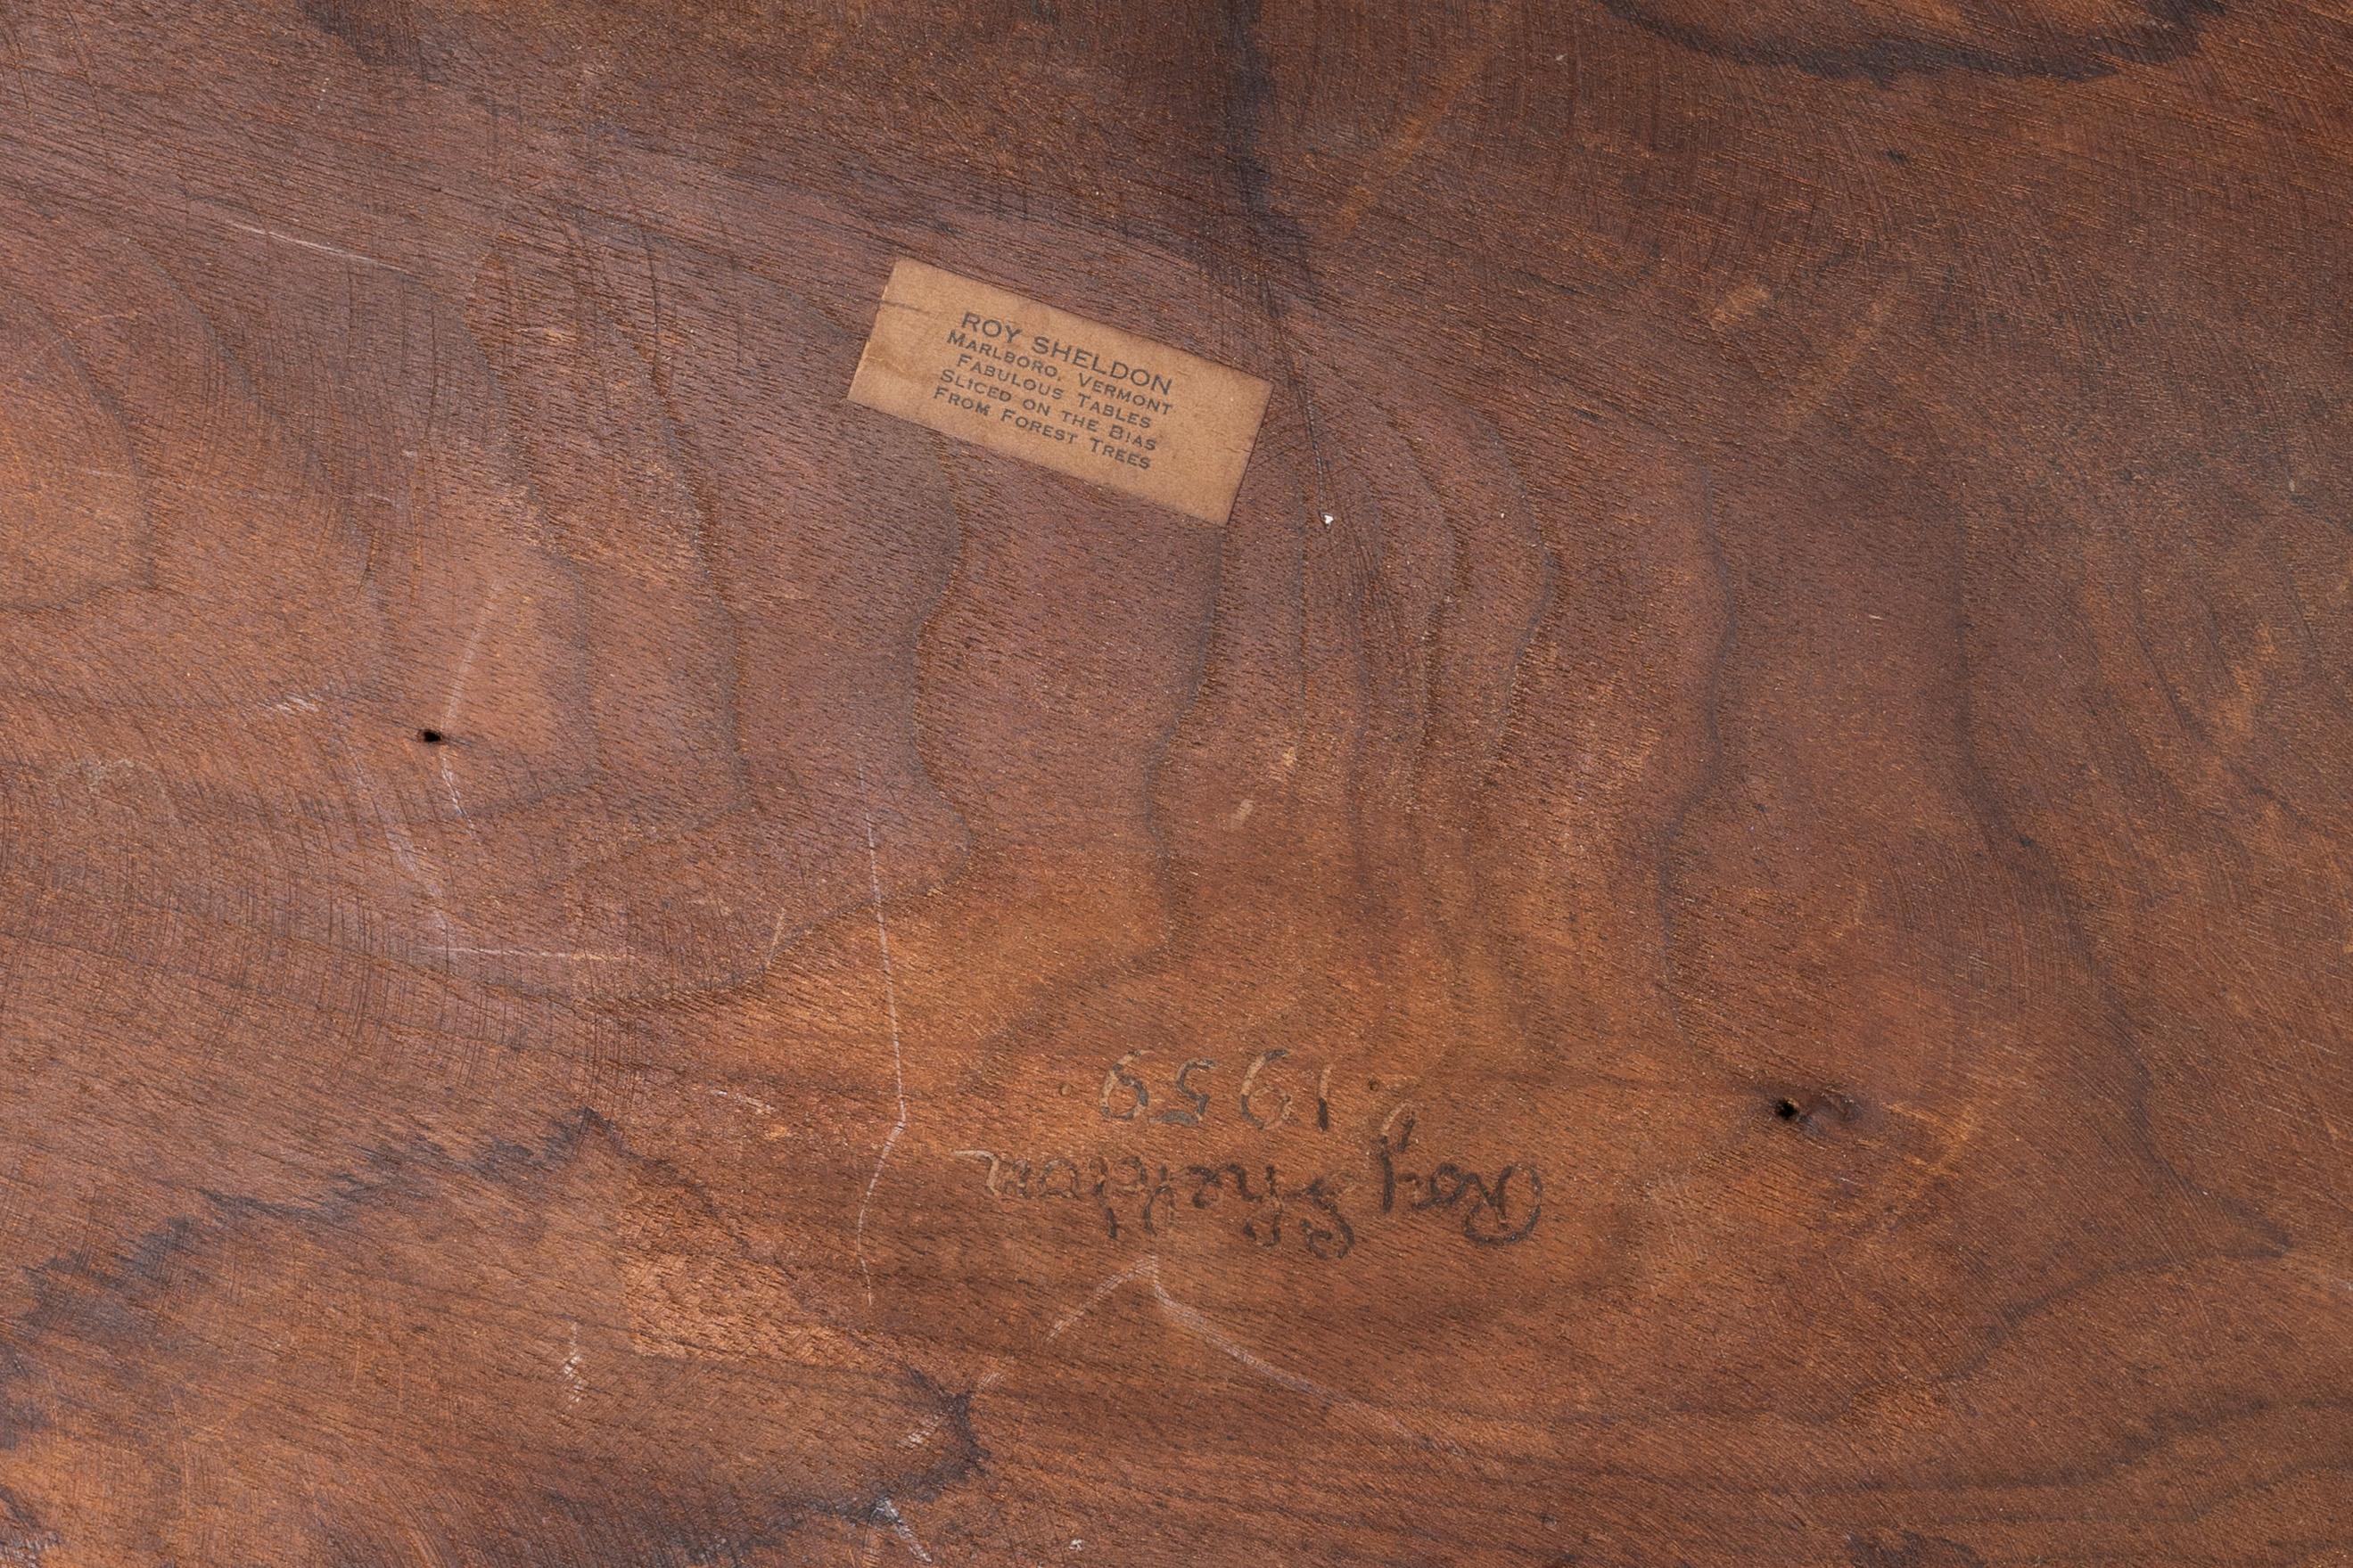 ROY SHELDON
MARLBORO, VERMONT
FABULOUS TABLES
SLICED ON THE BIAS
FROM FOREST TREES
Roy Sheldon
1959